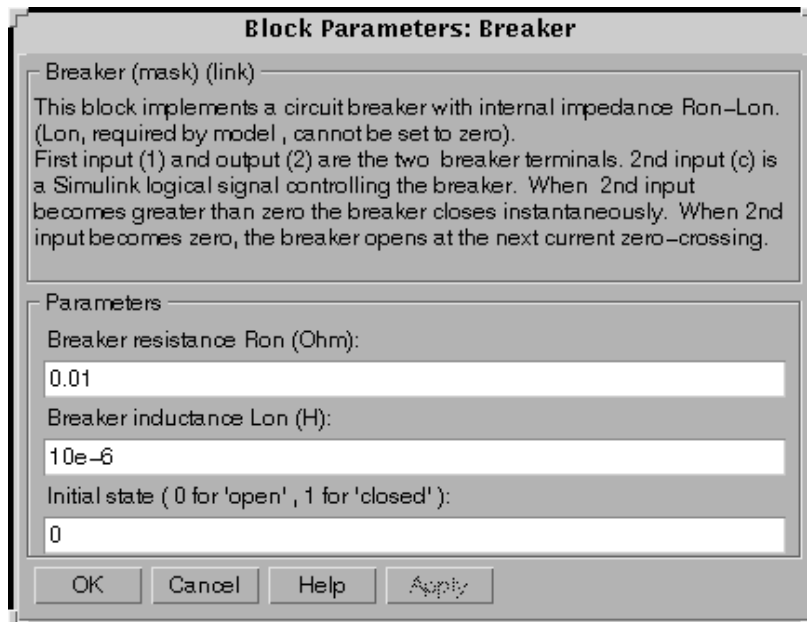 Block Parameters: Breaker
Breaker (mask) (link)
This block implements a circuit breaker with internal impedance Ron-Lon.
(Lon, required by model , cannot be set to zero).
First input (1) and output (2) are the two breaker terminals. 2nd input (c) is
a Simulink logical signal controlling the breaker. When 2nd input
becomes greater than zero the breaker closes instantaneously. When 2nd
input becomes zero, the breaker opens at the next current zero-crossing.
Parameters
Breaker resistance Ron (Ohm):
0.01
Breaker inductance Lon (H):
10e-6
Initial state ( 0 for 'open' , 1 for 'closed' ):
0
OK Cancel Help Apply